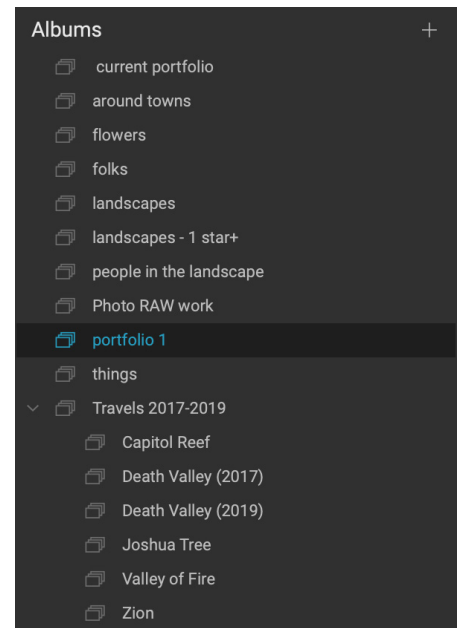 Albums
current portfolio
around towns
flowers
folks
landscapes
landscapes - 1 star+
people in the landscape
Photo RAW work
portfolio 1
things
Travels 2017-2019
Capitol Reef
Death Valley (2017)
Death Valley (2019)
Joshua Tree
Valley of Fire
Zion